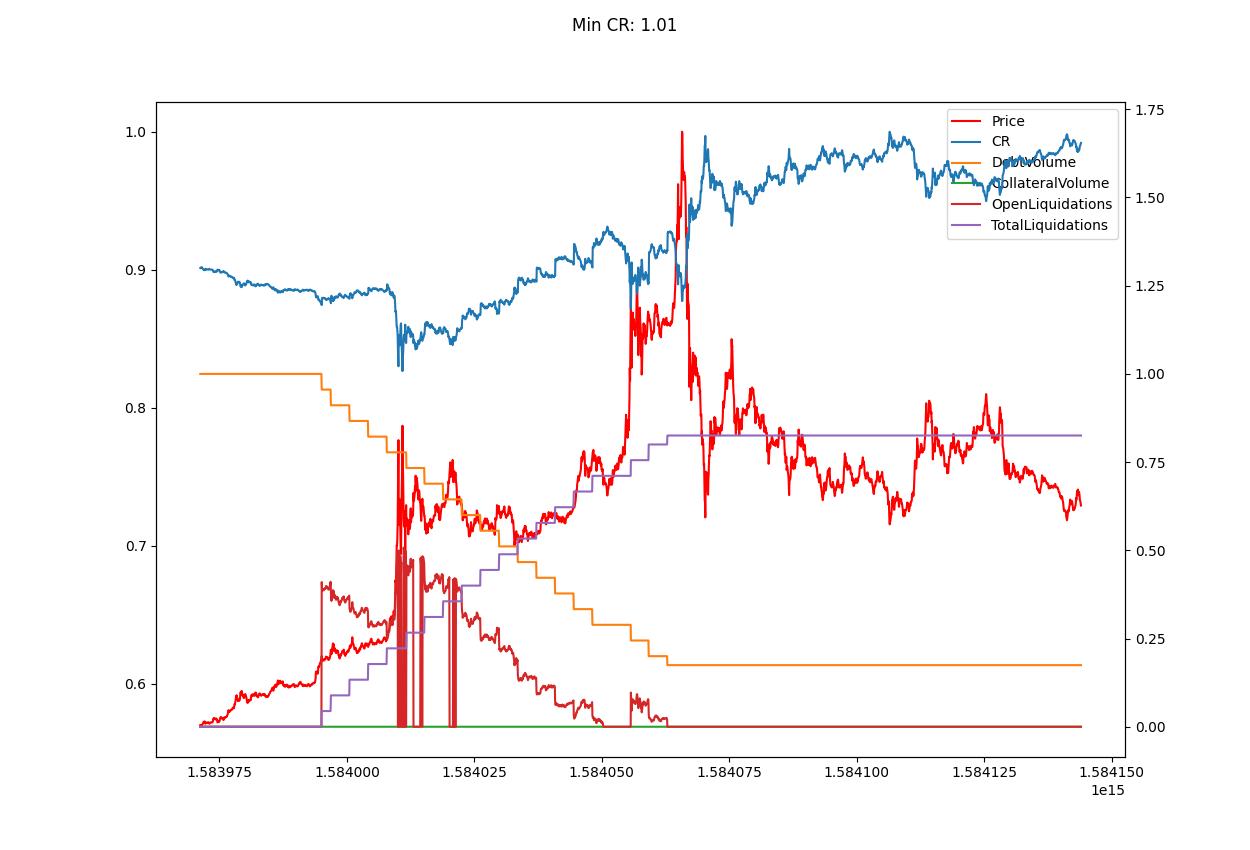 Min CR: 1.01
1.0
0.9
0.8
0.7
0.6
1.75
1.50
1.25
1.00
0.75
0.50
0.25
0.00
Price
CR
DebtVolume
CollateralVolume
OpenLiquidations
TotalLiquidations
1.583975 1.584000 1.584025 1.584050 1.584075 1.584100 1.584125 1.584150
1e15